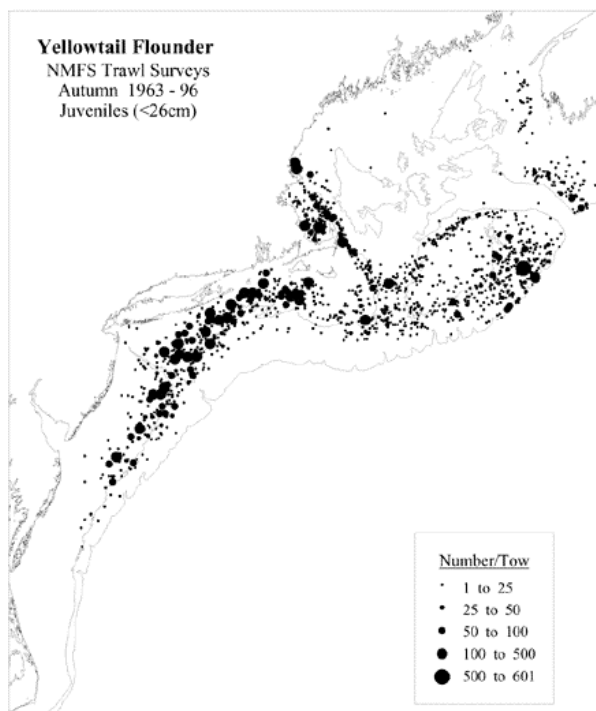 Yellowtail Flounder
NMFS Trawl Surveys
Autumn 1963 - 96
Juveniles (<26cm)
Number/Tow
1 to 25
25 to 50
50 to 100
100 to 500
500 to 601